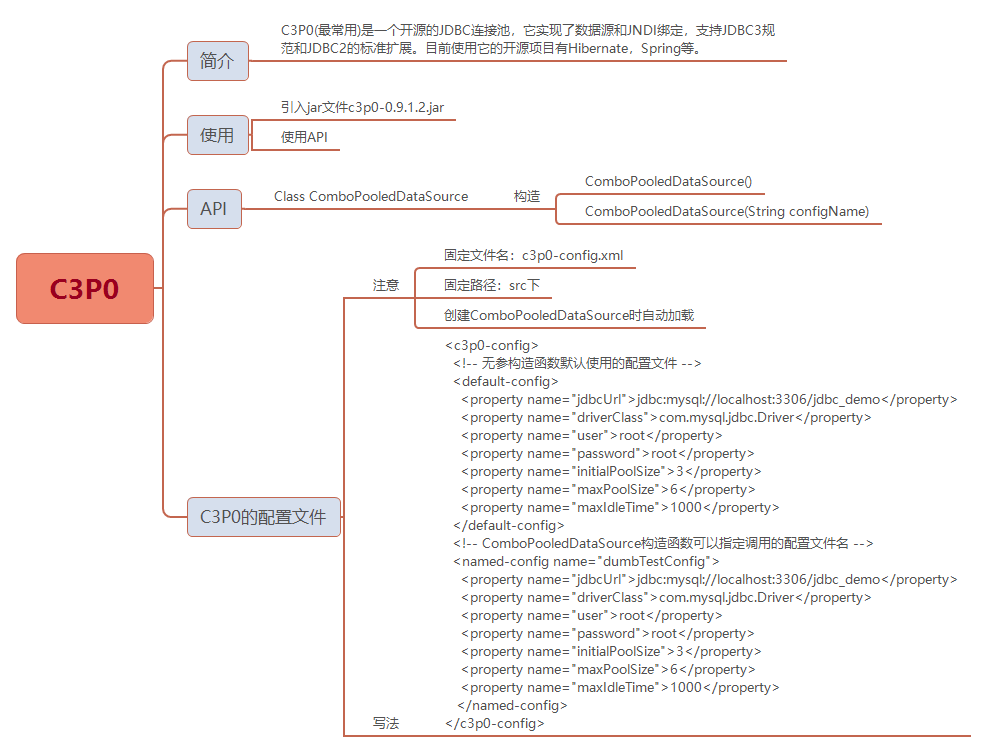 C3P0
简介
C3P0(最常用)是一个开源的JDBC连接池，它实现了数据源和JNDI绑定，支持JDBC3规
范和JDBC2的标准扩展。目前使用它的开源项目有Hibernate，Spring等。
使用
引入jar文件c3p0-0.9.1.2.jar
使用API
API
Class ComboPooledDataSource
构造
ComboPooledDataSource()
ComboPooledDataSource(String configName)
C3P0的配置文件
注意
固定文件名：c3p0-config.xml
固定路径：src下
创建ComboPooledDataSource时自动加载
写法
<c3p0-config>
<!-- 无参构造函数默认使用的配置文件 -->
<default-config>
<property name="jdbcUrl">jdbc:mysql://localhost:3306/jdbc_demo</property>
<property name="driverClass">com.mysql.jdbc.Driver</property>
<property name="user">root</property>
<property name="password">root</property>
<property name="initialPoolSize">3</property>
<property name="maxPoolSize">6</property>
<property name="maxIdleTime">1000</property>
</default-config>
<!-- ComboPooledDataSource构造函数可以指定调用的配置文件名 -->
<named-config name="dumbTestConfig">
<property name="jdbcUrl">jdbc:mysql://localhost:3306/jdbc_demo</property>
<property name="driverClass">com.mysql.jdbc.Driver</property>
<property name="user">root</property>
<property name="password">root</property>
<property name="initialPoolSize">3</property>
<property name="maxPoolSize">6</property>
<property name="maxIdleTime">1000</property>
</named-config>
</c3p0-config>